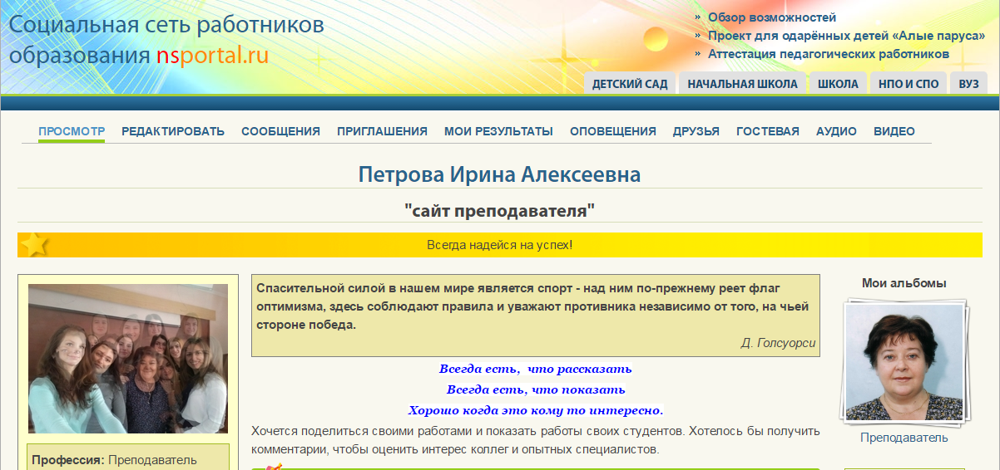 Социальная сеть работников
образования nsportal.ru
» Обзор возможностей
» Проект для одарённых детей «Алые паруса»
» Аттестация педагогических работников
ДЕТСКИЙ САД НАЧАЛЬНАЯ ШКОЛА ШКОЛА НПО И СПО ВУЗ
ПРОСМОТР РЕДАКТИРОВАТЬ СООБЩЕНИЯ ПРИГЛАШЕНИЯ МОИ РЕЗУЛЬТАТЫ ОПОВЕЩЕНИЯ ДРУЗЬЯ ГОСТЕВАЯ АУДИО ВИДЕО
Петрова Ирина Алексеевна
"сайт преподавателя"
Всегда надейся на успех!
Профессия: Преподаватель
Спасительной силой в нашем мире является спорт - над ним по-прежнему реет флаг
оптимизма, здесь соблюдают правила и уважают противника независимо от того, на чьей
стороне победа.
Д. Голсуорси
Всегда есть, что рассказать
Всегда есть, что показать
Хорошо когда это кому то интересно.
Хочется поделиться своими работами и показать работы своих студентов. Хотелось бы получить
комментарии, чтобы оценить интерес коллег и опытных специалистов.
Мои альбомы
Преподаватель